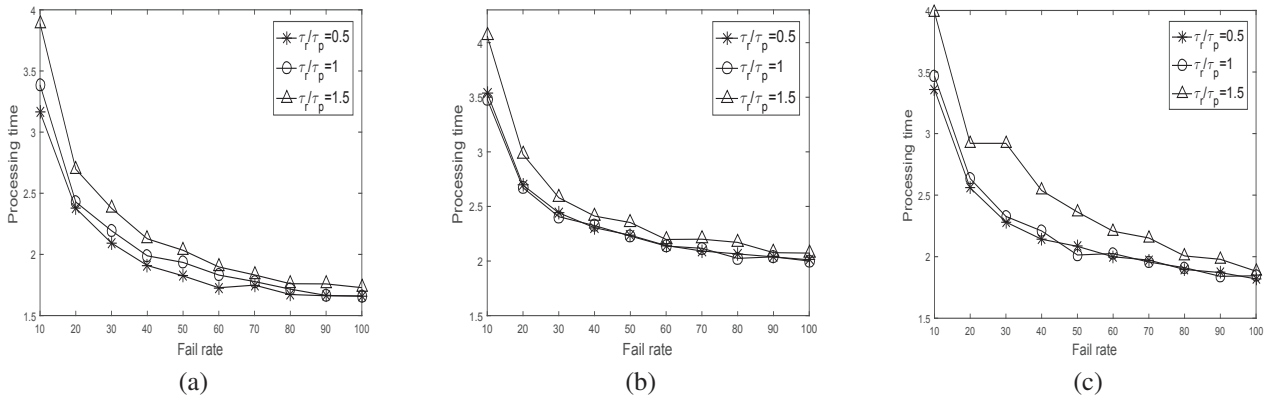 4
3.5
3
2.5
2
1.5
Processing time
10 20 30 40 50 60 70 80 90 100
Fail rate
τr/τp=0.5
τr/τp=1
τr/τp=1.5
(a)
4
3.5
3
2.5
2
1.5
Processing time
10 20 30 40 50 60 70 80 90 100
Fail rate
τr/τp=0.5
τr/τp=1
τr/τp=1.5
(b)
4
3.5
3
2.5
2
1.5
Processing time
10 20 30 40 50 60 70 80 90 100
Fail rate
τr/τp=0.5
τr/τp=1
τr/τp=1.5
(c)